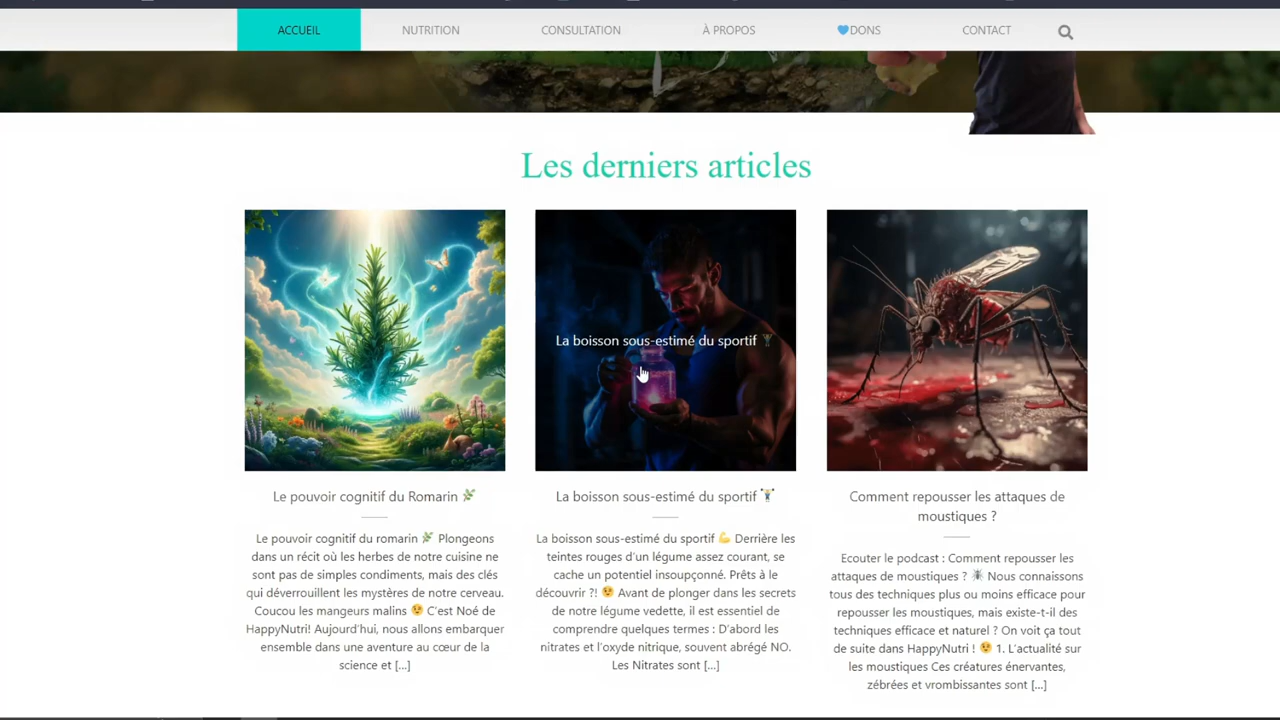 ACCUEIL NUTRITION CONSULTATION À PROPOS 💙DONS CONTACT
Les derniers articles
La boisson sous-estimé du sportif 🏋
Le pouvoir cognitif du Romarin 🌿
Le pouvoir cognitif du romarin 🌿 Plongeons
dans un récit où les herbes de notre cuisine ne
sont pas de simples condiments, mais des clés
qui déverrouillent les mystères de notre cerveau.
Coucou les mangeurs malins 😉 C'est Noé de
HappyNutri! Aujourd'hui, nous allons embarquer
ensemble dans une aventure au cœur de la
science et [...]
La boisson sous-estimé du sportif 🏋
La boisson sous-estimé du sportif 💪 Derrière les
teintes rouges d'un légume assez courant, se
cache un potentiel insoupçonné. Prêts à le
découvrir ?! 😉 Avant de plonger dans les secrets
de notre légume vedette, il est essentiel de
comprendre quelques termes : D'abord les
nitrates et l'oxyde nitrique, souvent abrégé NO.
Les Nitrates sont [...]
Comment repousser les attaques de
moustiques ?
Ecouter le podcast : Comment repousser les
attaques de moustiques ? 🕷 Nous connaissons
tous des techniques plus ou moins efficace pour
repousser les moustiques, mais existe-t-il des
techniques efficace et naturel ? On voit ça tout
de suite dans HappyNutri ! 😉 1. L'actualité sur
les moustiques Ces créatures énervantes,
zébrées et vrombissantes sont [...]